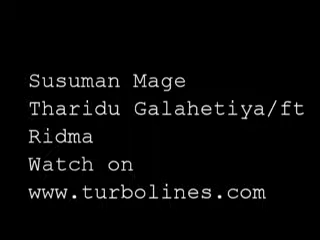 Susuman Mage
Tharidu Galahetiya/ft
Ridma
Watch on
www.turbolines.com